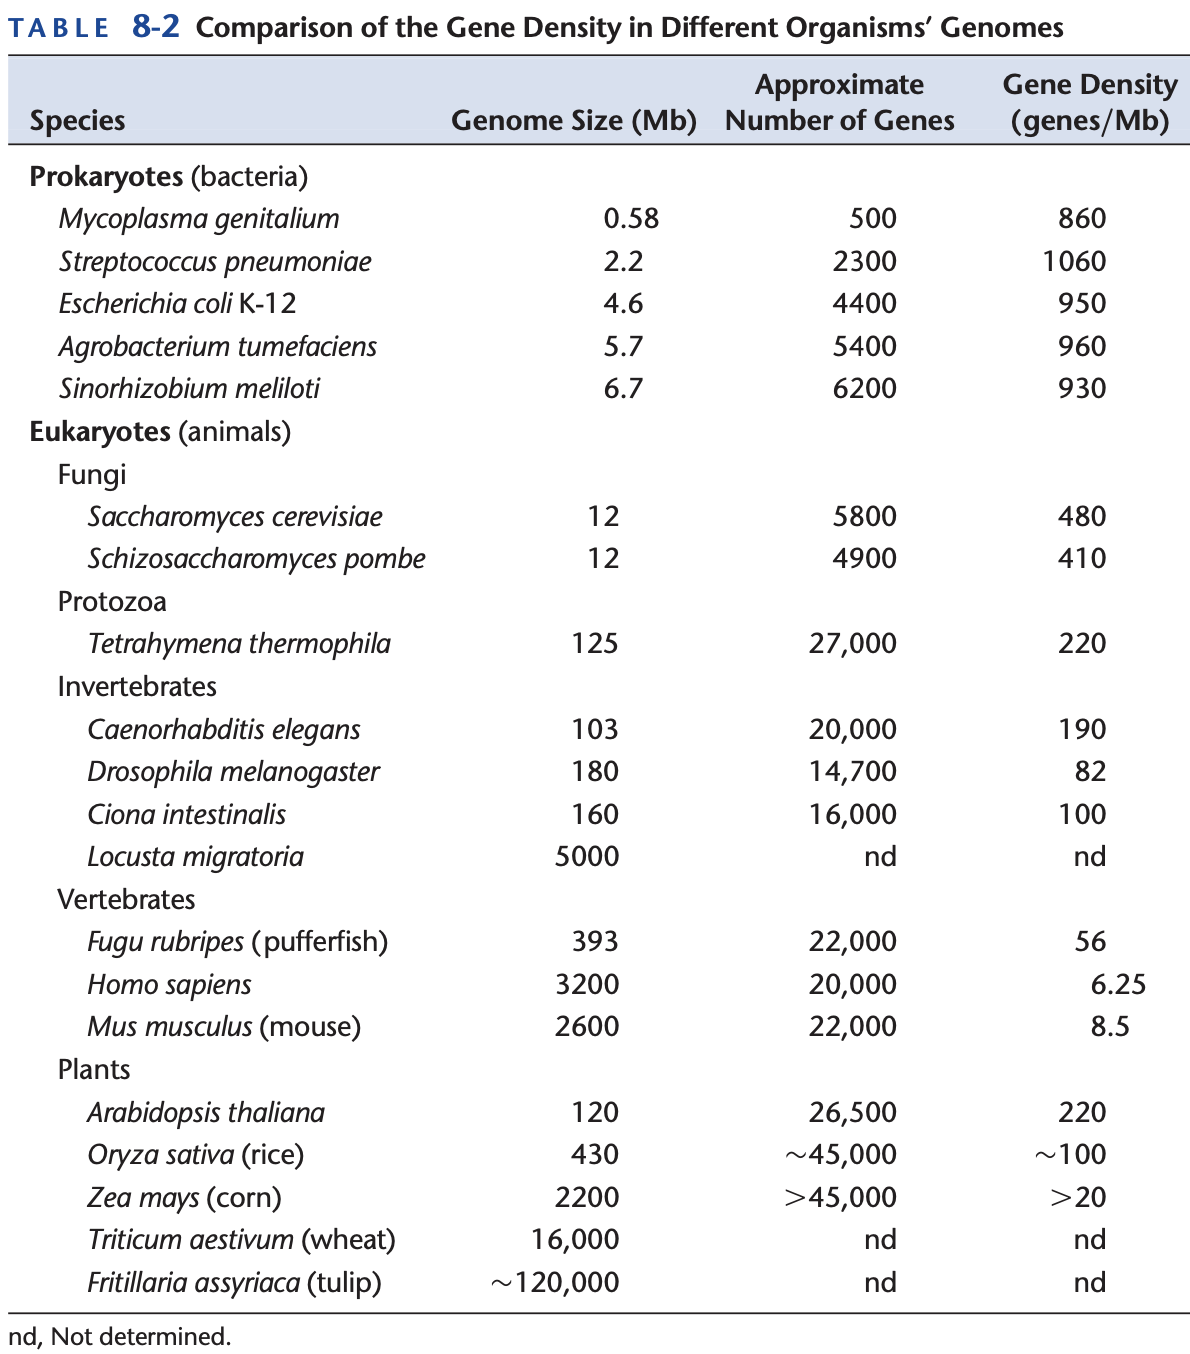 TABLE 8-2 Comparison of the Gene Density in Different Organisms’ Genomes
Species Genome Size (Mb) Approximate Number of Genes Gene Density (genes/Mb)
Prokaryotes (bacteria)
Mycoplasma genitalium 0.58 500 860
Streptococcus pneumoniae 2.2 2300 1060
Escherichia coli K-12 4.6 4400 950
Agrobacterium tumefaciens 5.7 5400 960
Sinorhizobium meliloti 6.7 6200 930
Eukaryotes (animals)
Fungi
Saccharomyces cerevisiae 12 5800 480
Schizosaccharomyces pombe 12 4900 410
Protozoa
Tetrahymena thermophila 125 27,000 220
Invertebrates
Caenorhabditis elegans 103 20,000 190
Drosophila melanogaster 180 14,700 82
Ciona intestinalis 160 16,000 100
Locusta migratoria 5000 nd nd
Vertebrates
Fugu rubripes (pufferfish) 393 22,000 56
Homo sapiens 3200 20,000 6.25
Mus musculus (mouse) 2600 22,000 8.5
Plants
Arabidopsis thaliana 120 26,500 220
Oryza sativa (rice) 430 ~45,000 ~100
Zea mays (corn) 2200 >45,000 >20
Triticum aestivum (wheat) 16,000 nd nd
Fritillaria assyriaca (tulip) ~120,000 nd nd
nd, Not determined.